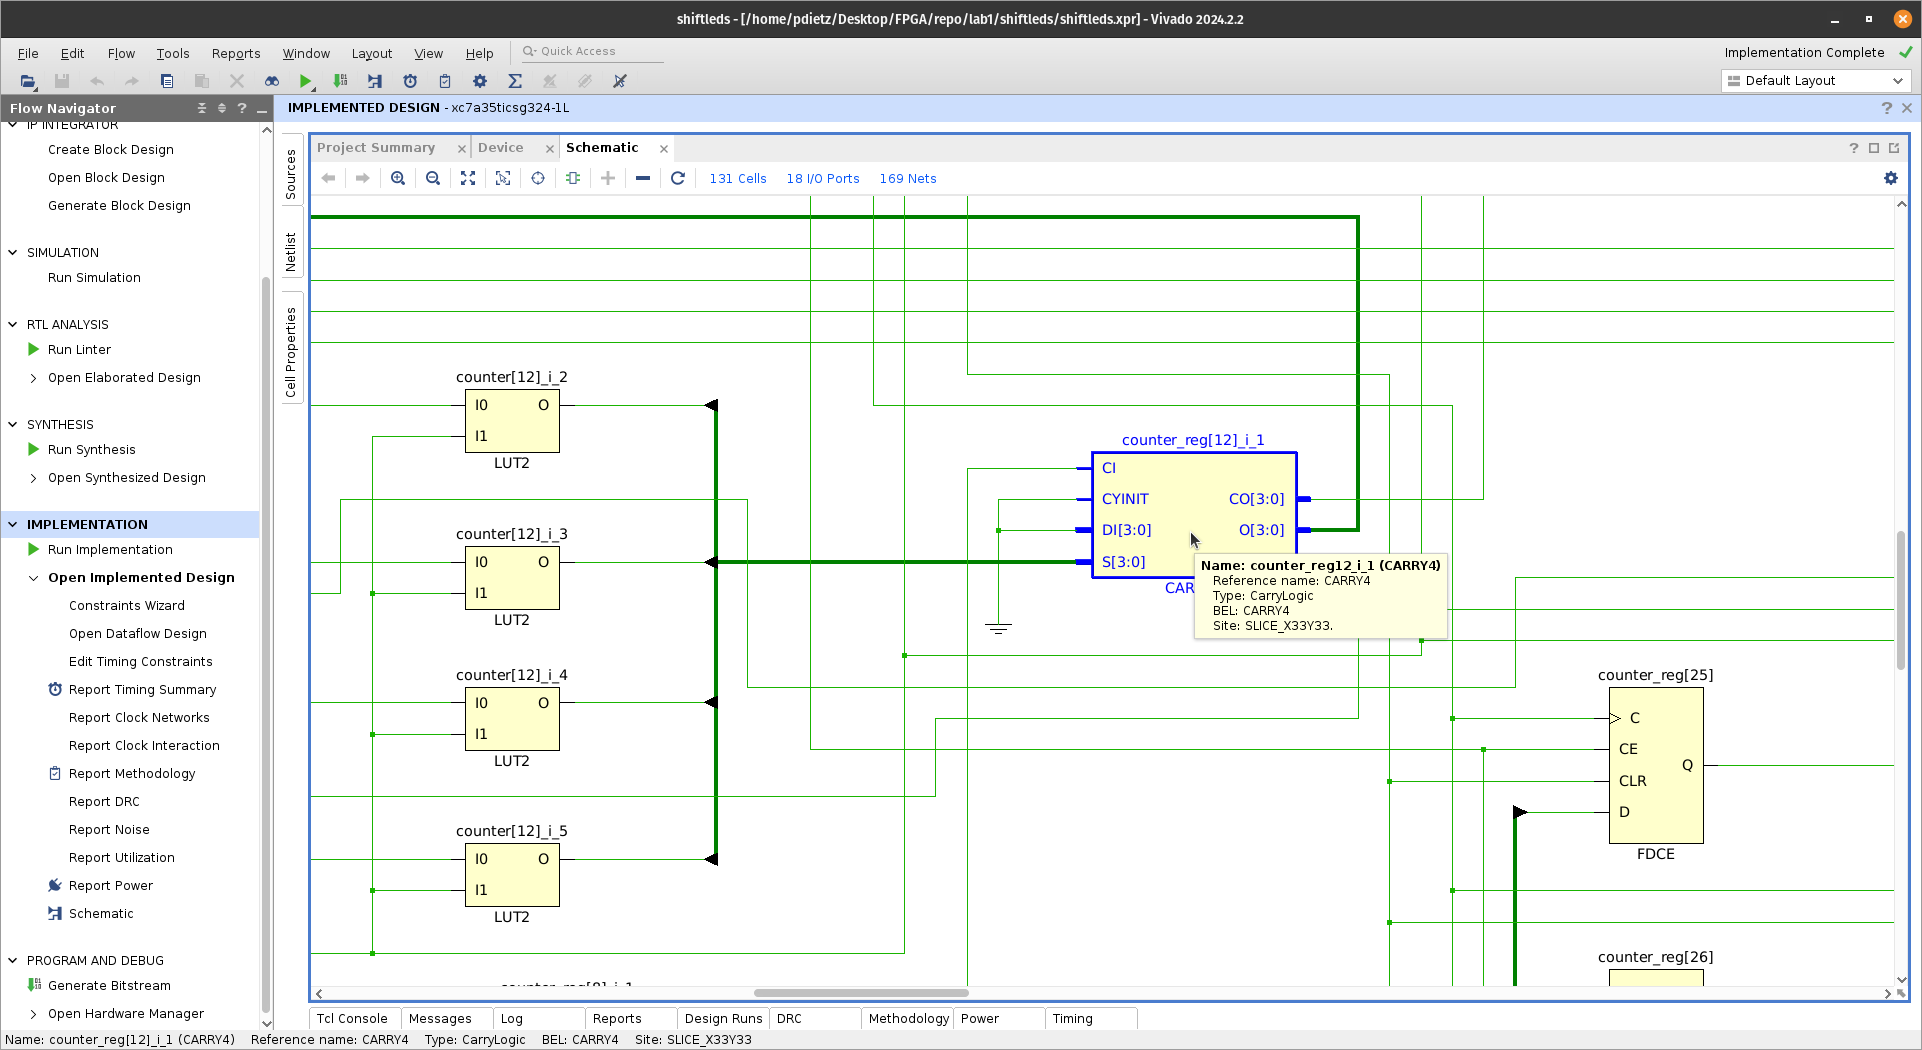 shiftleds - [/home/pdietz/Desktop/FPGA/repo/lab1/shiftleds/shiftleds.xpr] - Vivado 2024.2.2
File Edit Flow Tools Reports Window Layout View Help Quick Access
Implementation Complete
Default Layout
Flow Navigator
IMPLEMENTED DESIGN - xc7a35ticsg324-1L
IP INTEGRATOR
Create Block Design
Open Block Design
Generate Block Design
SIMULATION
Run Simulation
RTL ANALYSIS
Run Linter
Open Elaborated Design
SYNTHESIS
Run Synthesis
Open Synthesized Design
IMPLEMENTATION
Run Implementation
Open Implemented Design
Constraints Wizard
Open Dataflow Design
Edit Timing Constraints
Report Timing Summary
Report Clock Networks
Report Clock Interaction
Report Methodology
Report DRC
Report Noise
Report Utilization
Report Power
Schematic
PROGRAM AND DEBUG
Generate Bitstream
Open Hardware Manager
Sources
Netlist
Cell Properties
Project Summary Device Schematic
131 Cells 18 I/O Ports 169 Nets
counter[12]_i_2
I0 O
I1
LUT2
counter[12]_i_3
I0 O
I1
LUT2
counter[12]_i_4
I0 O
I1
LUT2
counter[12]_i_5
I0 O
I1
LUT2
counter_reg[12]_i_1
CI
CYINIT CO[3:0]
DI[3:0] O[3:0]
S[3:0]
CAR
Name: counter_reg12_i_1 (CARRY4)
Reference name: CARRY4
Type: CarryLogic
BEL: CARRY4
Site: SLICE_X33Y33.
counter_reg[25]
C
CE
Q
CLR
D
FDCE
counter_reg[26]
Tcl Console Messages Log Reports Design Runs DRC Methodology Power Timing
Name: counter_reg[12]_i_1 (CARRY4) Reference name: CARRY4 Type: CarryLogic BEL: CARRY4 Site: SLICE_X33Y33